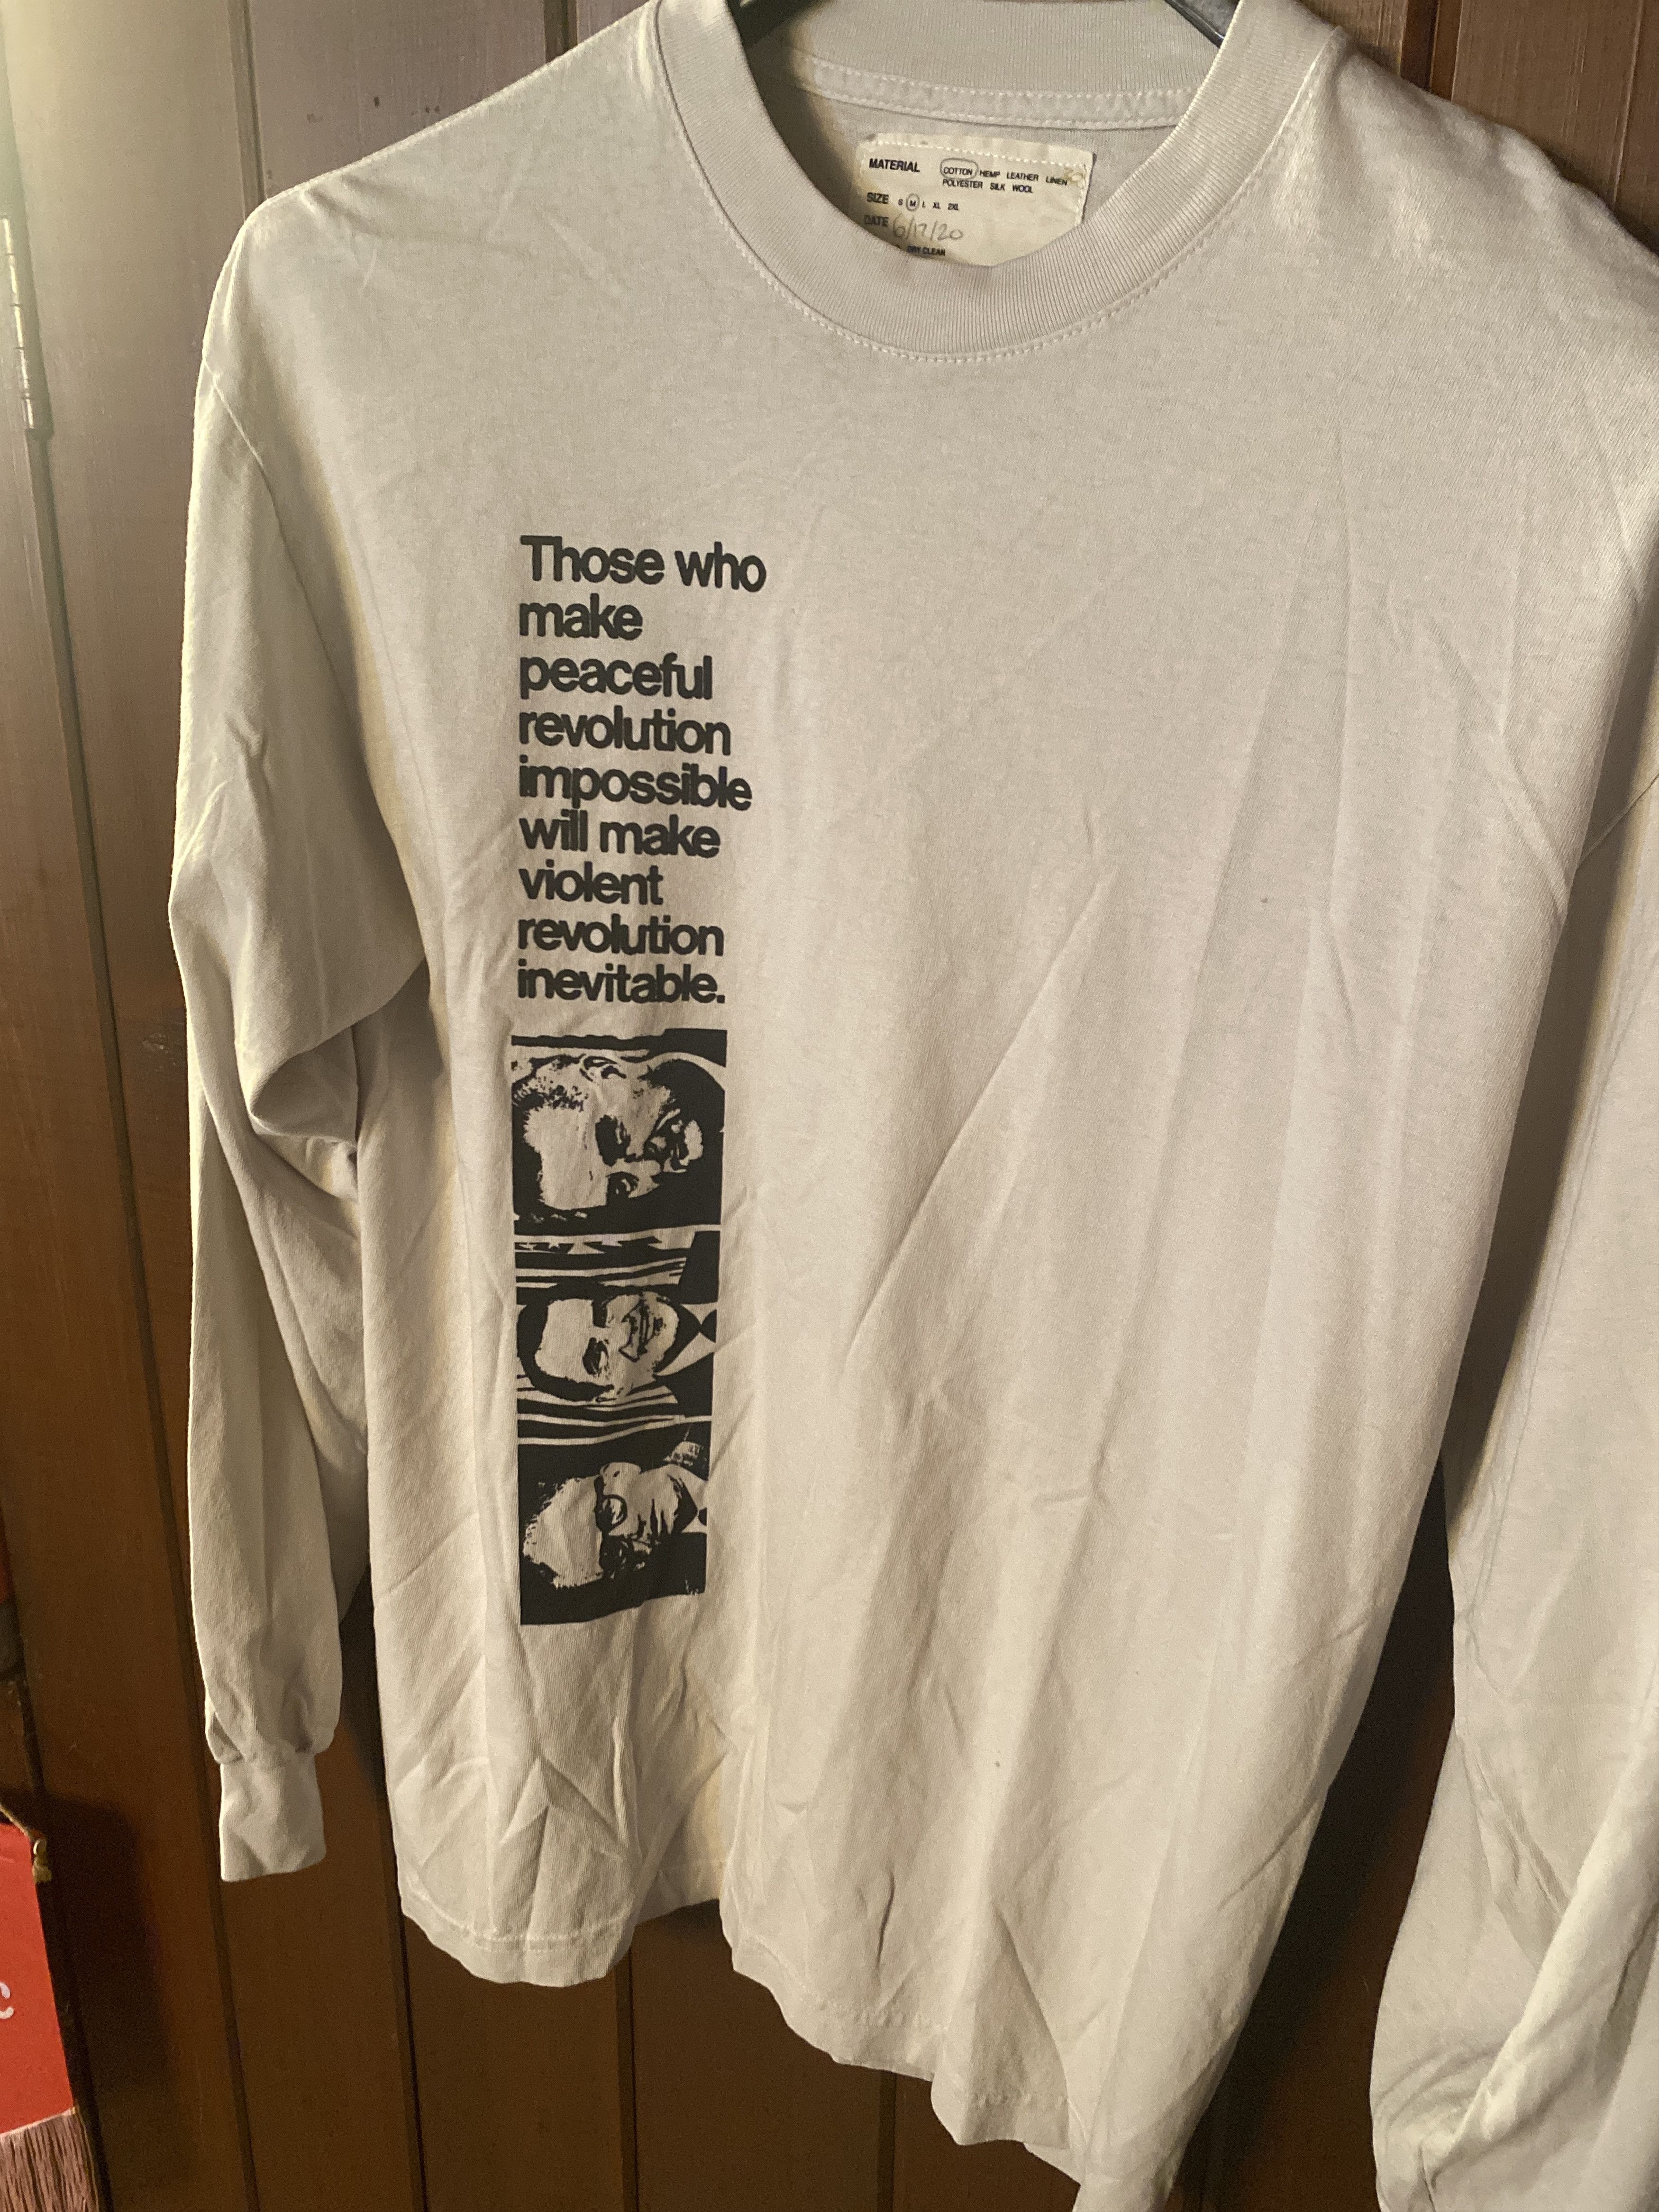 MATERIAL COTTON HEMP LEATHER LINEN
POLYESTER SILK WOOL
SIZE S M L XL 2XL
DATE 6/17/20
DRY CLEAN
Those who
make
peaceful
revolution
impossible
will make
violent
revolution
inevitable.